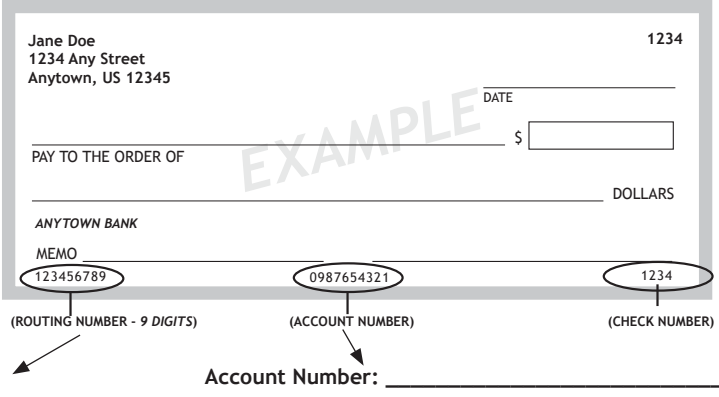 Jane Doe 1234
1234 Any Street
Anytown, US 12345
DATE
EXAMPLE
$
PAY TO THE ORDER OF
DOLLARS
ANYTOWN BANK
MEMO
123456789 0987654321 1234
(ROUTING NUMBER - 9 DIGITS) (ACCOUNT NUMBER) (CHECK NUMBER)
Account Number: ____________________________